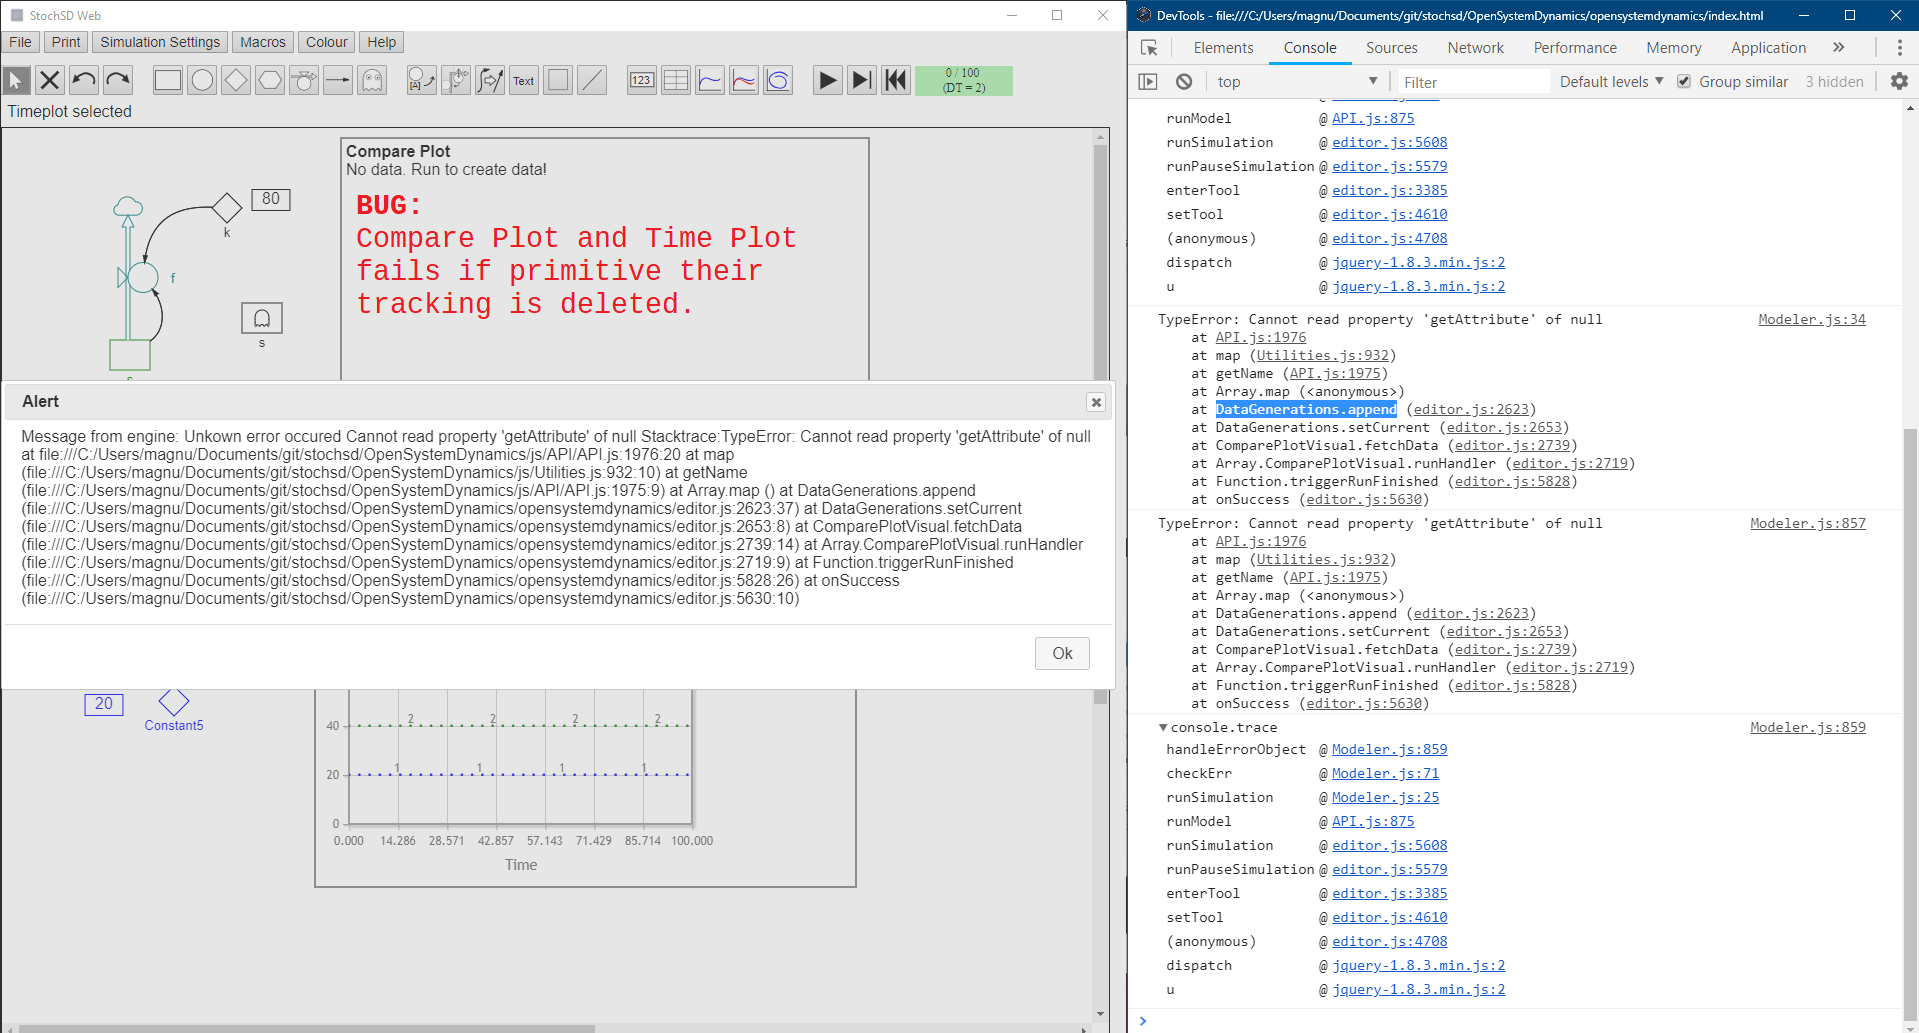 StochSD Web
File Print Simulation Settings Macros Colour Help
[A] Text 123 0 / 100
(DT = 2)
Timeplot selected
Compare Plot
No data. Run to create data!
BUG:
Compare Plot and Time Plot
fails if primitive their
tracking is deleted.
80
k
f
s
Alert
Message from engine: Unkown error occured Cannot read property 'getAttribute' of null Stacktrace:TypeError: Cannot read property 'getAttribute' of null
at file:///C:/Users/magnu/Documents/git/stochsd/OpenSystemDynamics/js/API/API.js:1976:20 at map
(file:///C:/Users/magnu/Documents/git/stochsd/OpenSystemDynamics/js/Utilities.js:932:10) at getName
(file:///C:/Users/magnu/Documents/git/stochsd/OpenSystemDynamics/js/API/API.js:1975:9) at Array.map () at DataGenerations.append
(file:///C:/Users/magnu/Documents/git/stochsd/OpenSystemDynamics/opensystemdynamics/editor.js:2623:37) at DataGenerations.setCurrent
(file:///C:/Users/magnu/Documents/git/stochsd/OpenSystemDynamics/opensystemdynamics/editor.js:2653:8) at ComparePlotVisual.fetchData
(file:///C:/Users/magnu/Documents/git/stochsd/OpenSystemDynamics/opensystemdynamics/editor.js:2739:14) at Array.ComparePlotVisual.runHandler
(file:///C:/Users/magnu/Documents/git/stochsd/OpenSystemDynamics/opensystemdynamics/editor.js:2719:9) at Function.triggerRunFinished
(file:///C:/Users/magnu/Documents/git/stochsd/OpenSystemDynamics/opensystemdynamics/editor.js:5828:26) at onSuccess
(file:///C:/Users/magnu/Documents/git/stochsd/OpenSystemDynamics/opensystemdynamics/editor.js:5630:10)
Ok
20
Constant5
2 2 2 2
40
1 1 1 1
20
0
0.000 14.286 28.571 42.857 57.143 71.429 85.714 100.000
Time
DevTools - file:///C:/Users/magnu/Documents/git/stochsd/OpenSystemDynamics/opensystemdynamics/index.html
Elements Console Sources Network Performance Memory Application »
top Filter Default levels Group similar 3 hidden
runModel @ API.js:875
runSimulation @ editor.js:5608
runPauseSimulation @ editor.js:5579
enterTool @ editor.js:3385
setTool @ editor.js:4610
(anonymous) @ editor.js:4708
dispatch @ jquery-1.8.3.min.js:2
u @ jquery-1.8.3.min.js:2
TypeError: Cannot read property 'getAttribute' of null Modeler.js:34
at API.js:1976
at map (Utilities.js:932)
at getName (API.js:1975)
at Array.map (<anonymous>)
at DataGenerations.append (editor.js:2623)
at DataGenerations.setCurrent (editor.js:2653)
at ComparePlotVisual.fetchData (editor.js:2739)
at Array.ComparePlotVisual.runHandler (editor.js:2719)
at Function.triggerRunFinished (editor.js:5828)
at onSuccess (editor.js:5630)
TypeError: Cannot read property 'getAttribute' of null Modeler.js:857
at API.js:1976
at map (Utilities.js:932)
at getName (API.js:1975)
at Array.map (<anonymous>)
at DataGenerations.append (editor.js:2623)
at DataGenerations.setCurrent (editor.js:2653)
at ComparePlotVisual.fetchData (editor.js:2739)
at Array.ComparePlotVisual.runHandler (editor.js:2719)
at Function.triggerRunFinished (editor.js:5828)
at onSuccess (editor.js:5630)
console.trace Modeler.js:859
handleErrorObject @ Modeler.js:859
checkErr @ Modeler.js:71
runSimulation @ Modeler.js:25
runModel @ API.js:875
runSimulation @ editor.js:5608
runPauseSimulation @ editor.js:5579
enterTool @ editor.js:3385
setTool @ editor.js:4610
(anonymous) @ editor.js:4708
dispatch @ jquery-1.8.3.min.js:2
u @ jquery-1.8.3.min.js:2